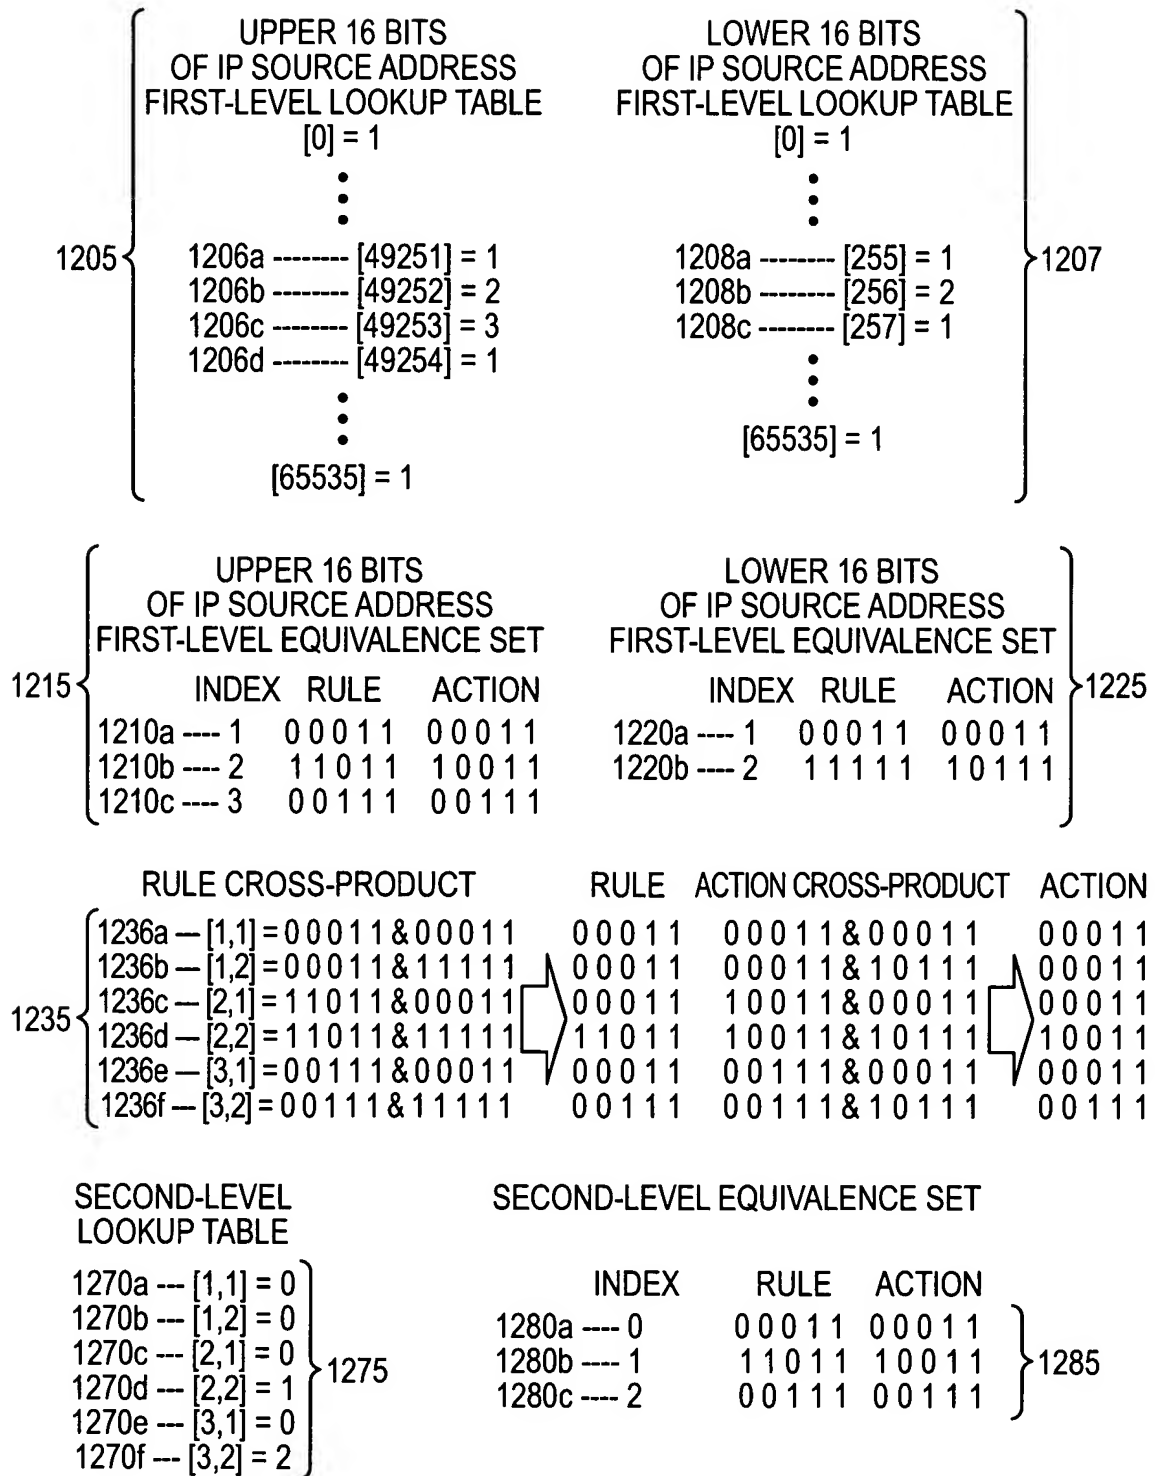 UPPER 16 BITS
OF IP SOURCE ADDRESS
FIRST-LEVEL LOOKUP TABLE
[0] = 1
1205
1206a -------- [49251] = 1
1206b -------- [49252] = 2
1206c -------- [49253] = 3
1206d -------- [49254] = 1
[65535] = 1
LOWER 16 BITS
OF IP SOURCE ADDRESS
FIRST-LEVEL LOOKUP TABLE
[0] = 1
1208a -------- [255] = 1
1208b -------- [256] = 2
1208c -------- [257] = 1
1207
[65535] = 1
UPPER 16 BITS
OF IP SOURCE ADDRESS
FIRST-LEVEL EQUIVALENCE SET
1215
INDEX RULE ACTION
1210a ---- 1 0 0 0 1 1 0 0 0 1 1
1210b ---- 2 1 1 0 1 1 1 0 0 1 1
1210c ---- 3 0 0 1 1 1 0 0 1 1 1
LOWER 16 BITS
OF IP SOURCE ADDRESS
FIRST-LEVEL EQUIVALENCE SET
INDEX RULE ACTION
1225
1220a ---- 1 0 0 0 1 1 0 0 0 1 1
1220b ---- 2 1 1 1 1 1 1 0 1 1 1
RULE CROSS-PRODUCT RULE ACTION CROSS-PRODUCT ACTION
1235
1236a — [1,1] = 0 0 0 1 1 & 0 0 0 1 1 0 0 0 1 1 0 0 0 1 1 & 0 0 0 1 1 0 0 0 1 1
1236b — [1,2] = 0 0 0 1 1 & 1 1 1 1 1 0 0 0 1 1 0 0 0 1 1 & 1 0 1 1 1 0 0 0 1 1
1236c — [2,1] = 1 1 0 1 1 & 0 0 0 1 1 0 0 0 1 1 1 0 0 1 1 & 0 0 0 1 1 0 0 0 1 1
1236d — [2,2] = 1 1 0 1 1 & 1 1 1 1 1 1 1 0 1 1 1 0 0 1 1 & 1 0 1 1 1 1 0 0 1 1
1236e — [3,1] = 0 0 1 1 1 & 0 0 0 1 1 0 0 0 1 1 0 0 1 1 1 & 0 0 0 1 1 0 0 0 1 1
1236f — [3,2] = 0 0 1 1 1 & 1 1 1 1 1 0 0 1 1 1 0 0 1 1 1 & 1 0 1 1 1 0 0 1 1 1
SECOND-LEVEL
LOOKUP TABLE
1270a --- [1,1] = 0
1270b --- [1,2] = 0
1270c --- [2,1] = 0
1270d --- [2,2] = 1
1270e --- [3,1] = 0
1270f --- [3,2] = 2
1275
SECOND-LEVEL EQUIVALENCE SET
INDEX RULE ACTION
1280a ---- 0 0 0 0 1 1 0 0 0 1 1
1280b ---- 1 1 1 0 1 1 1 0 0 1 1
1280c ---- 2 0 0 1 1 1 0 0 1 1 1
1285